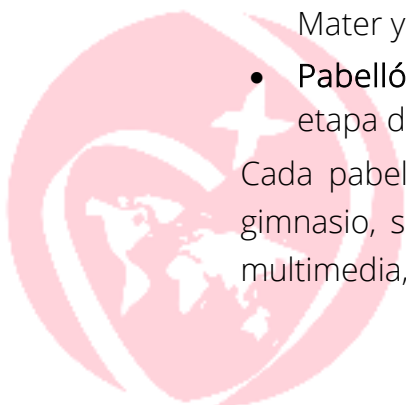 Mater y
• Pabelló
etapa d
Cada pabel
gimnasio, s
multimedia,